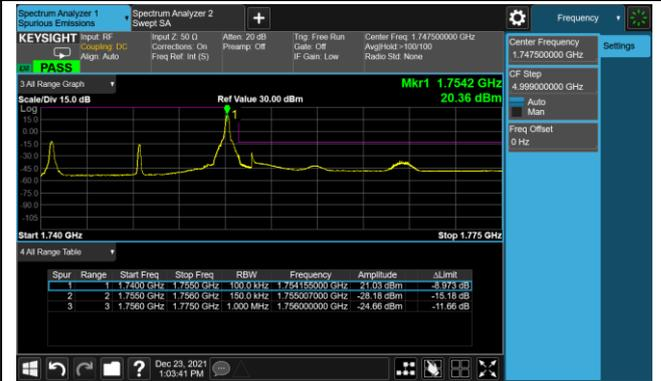 Spectrum Analyzer 1
Spurious Emissions
Spectrum Analyzer 2
Swept SA
+
Frequency
KEYSIGHT
Input: RF
Coupling: DC
Align: Auto
Input Z: 50 Ω
Corrections: On
Freq Ref: Int (S)
Atten: 20 dB
Preamp: Off
Trig: Free Run
Gate: Off
IF Gain: Low
Center Freq: 1.747500000 GHz
Avg|Hold:>100/100
Radio Std: None
PASS
Center Frequency
1.747500000 GHz
Settings
CF Step
4.999000000 GHz
Auto
Man
Freq Offset
0 Hz
3 All Range Graph
Mkr1 1.7542 GHz
20.36 dBm
Scale/Div 15.0 dB
Ref Value 30.00 dBm
Log
15.0
0.00
-15.0
-30.0
-45.0
-60.0
-75.0
-90.0
-105
1
Start 1.740 GHz
Stop 1.775 GHz
4 All Range Table
Spur Range Start Freq Stop Freq RBW Frequency Amplitude ΔLimit
1 1 1.7400 GHz 1.7550 GHz 100.0 kHz 1.754155000 GHz 21.03 dBm -8.973 dB
2 2 1.7550 GHz 1.7560 GHz 150.0 kHz 1.755007000 GHz -28.18 dBm -15.18 dB
3 3 1.7560 GHz 1.7750 GHz 1.000 MHz 1.756000000 GHz -24.66 dBm -11.66 dB
?
Dec 23, 2021
1:03:41 PM